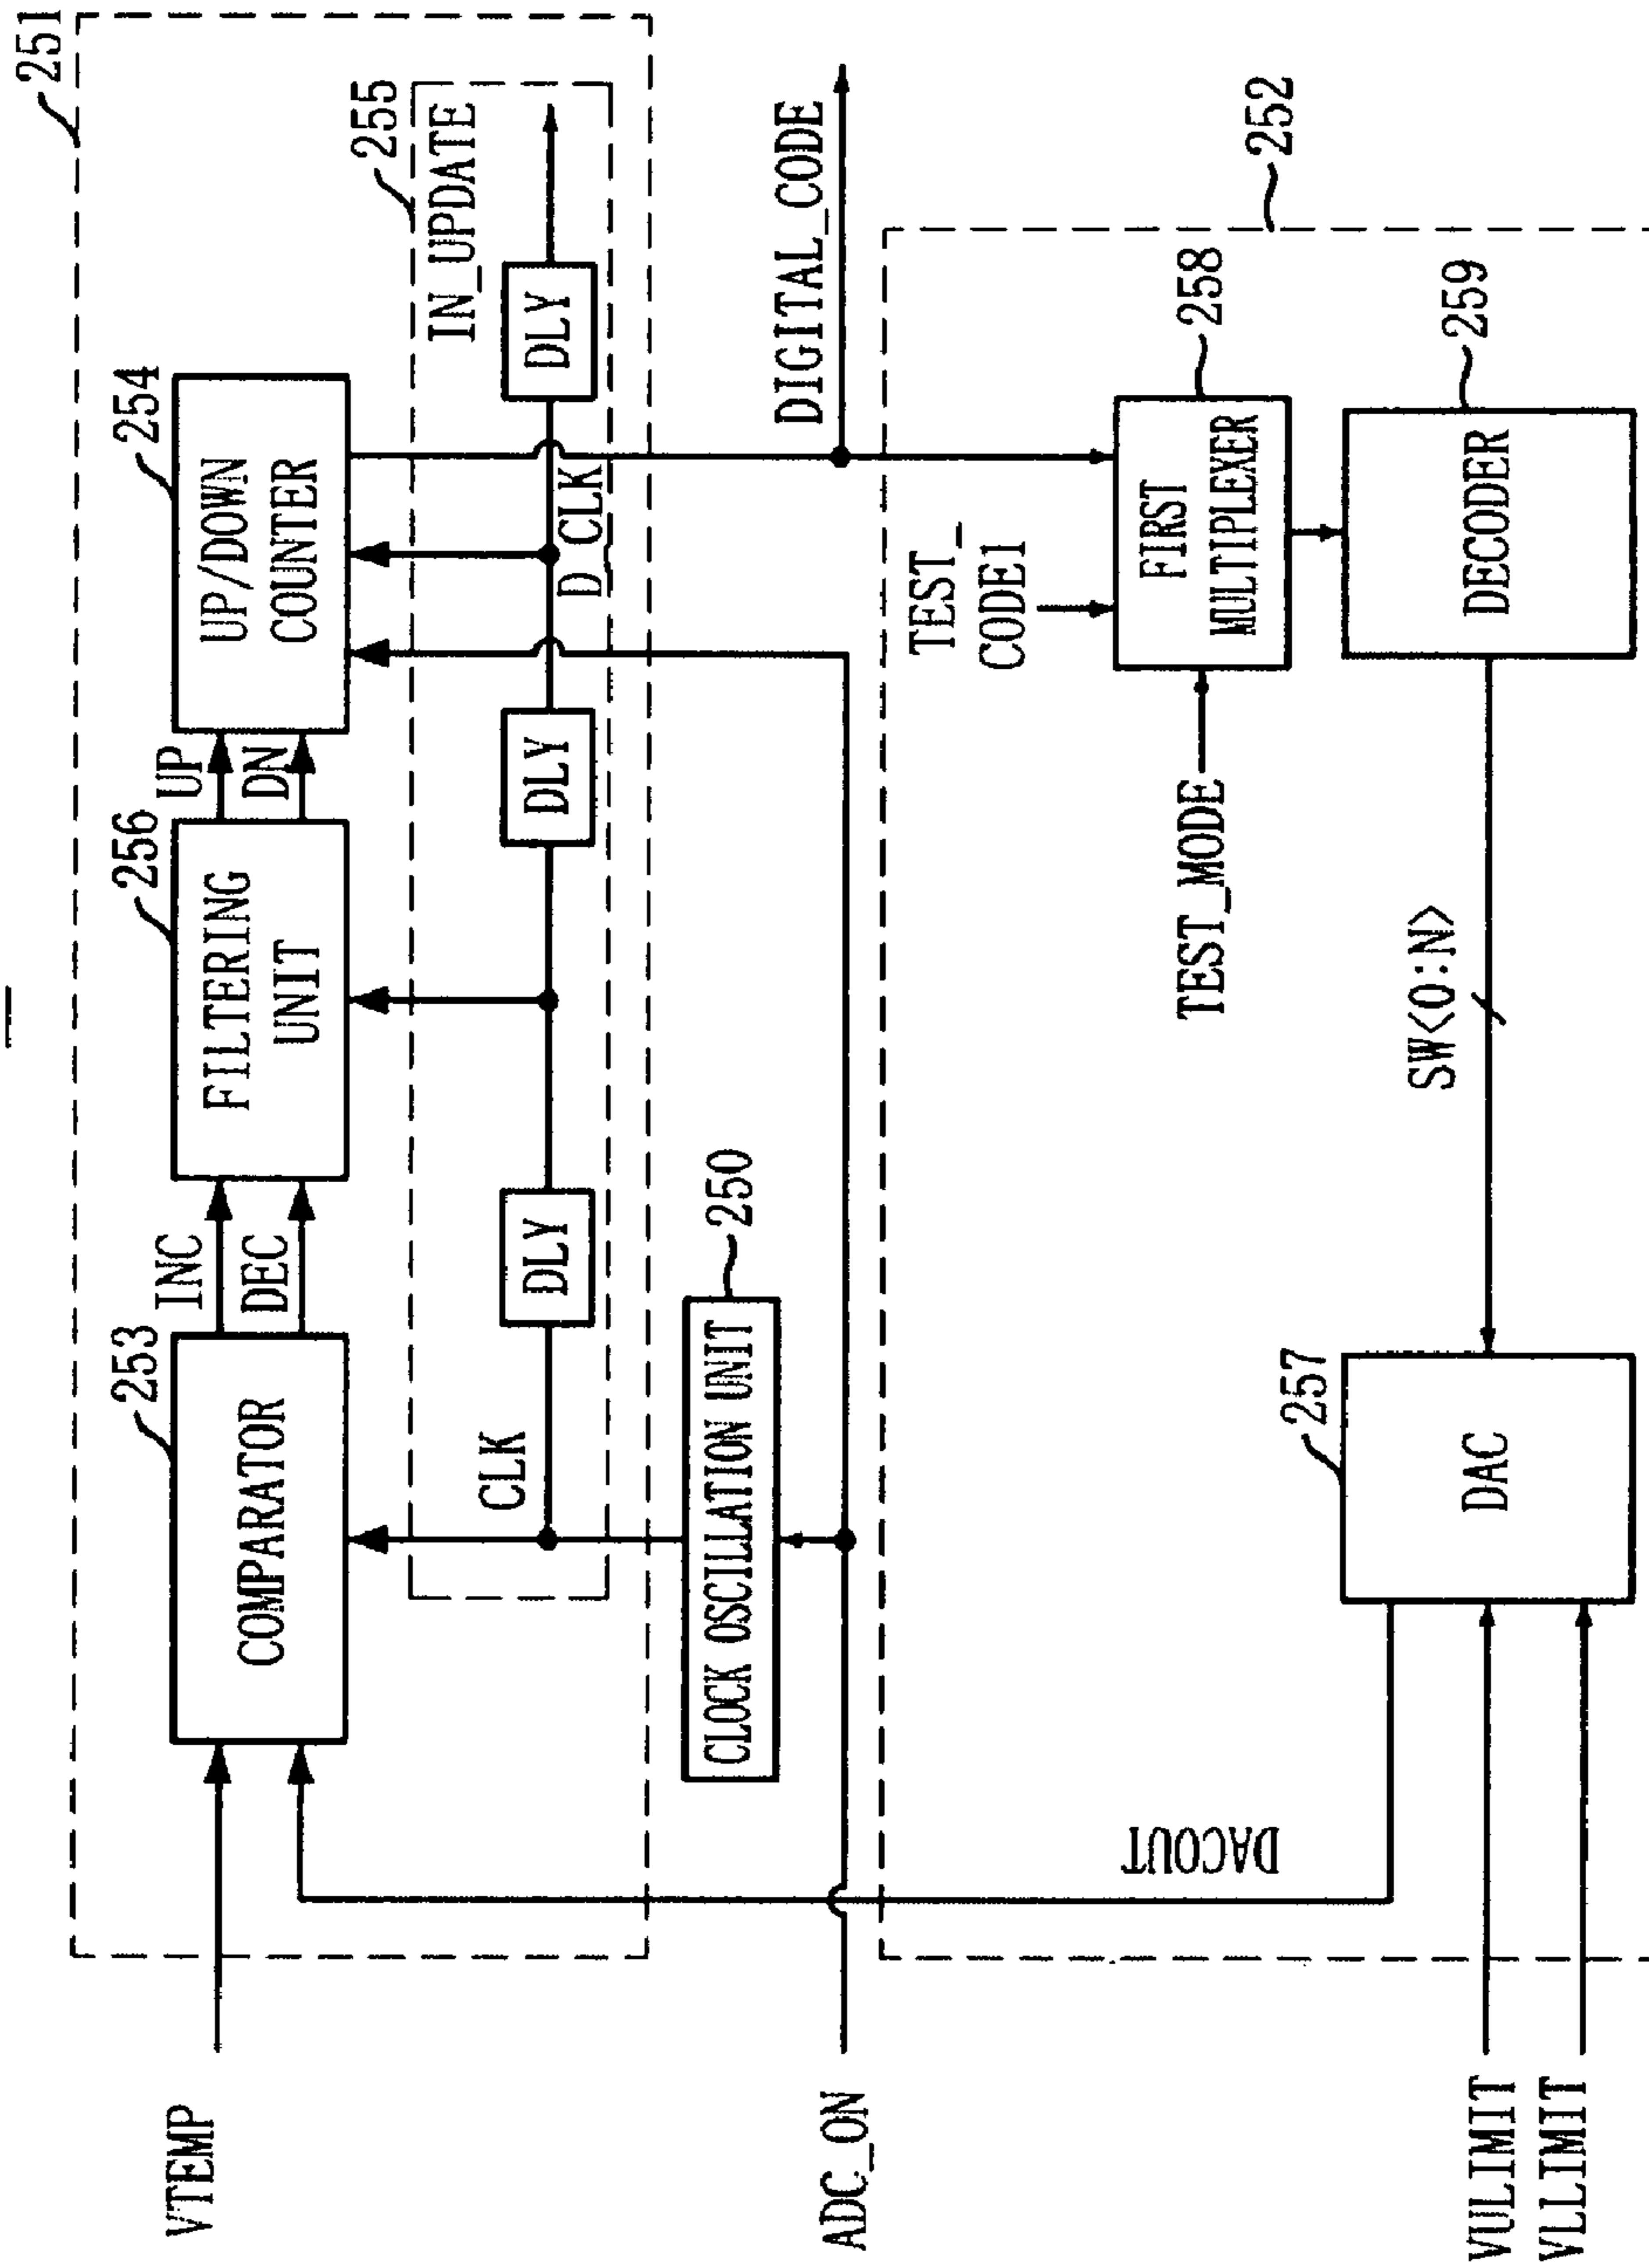 251
253
256
254
VTEMP
COMPARATOR
INC
DEC
FILTERING
UNIT
UP
DN
UP/DOWN
COUNTER
255
CLK
DLY
DLY
D_CLK
DLY
IN_UPDATE
CLOCK OSCILLATION UNIT
250
ADC_ON
DIGITAL_CODE
252
TEST_
CODE1
TEST_MODE
FIRST
MULTIPLEXER
258
DACOUT
257
DAC
SW<0:N>
DECODER
259
VULIMIT
VLLIMIT